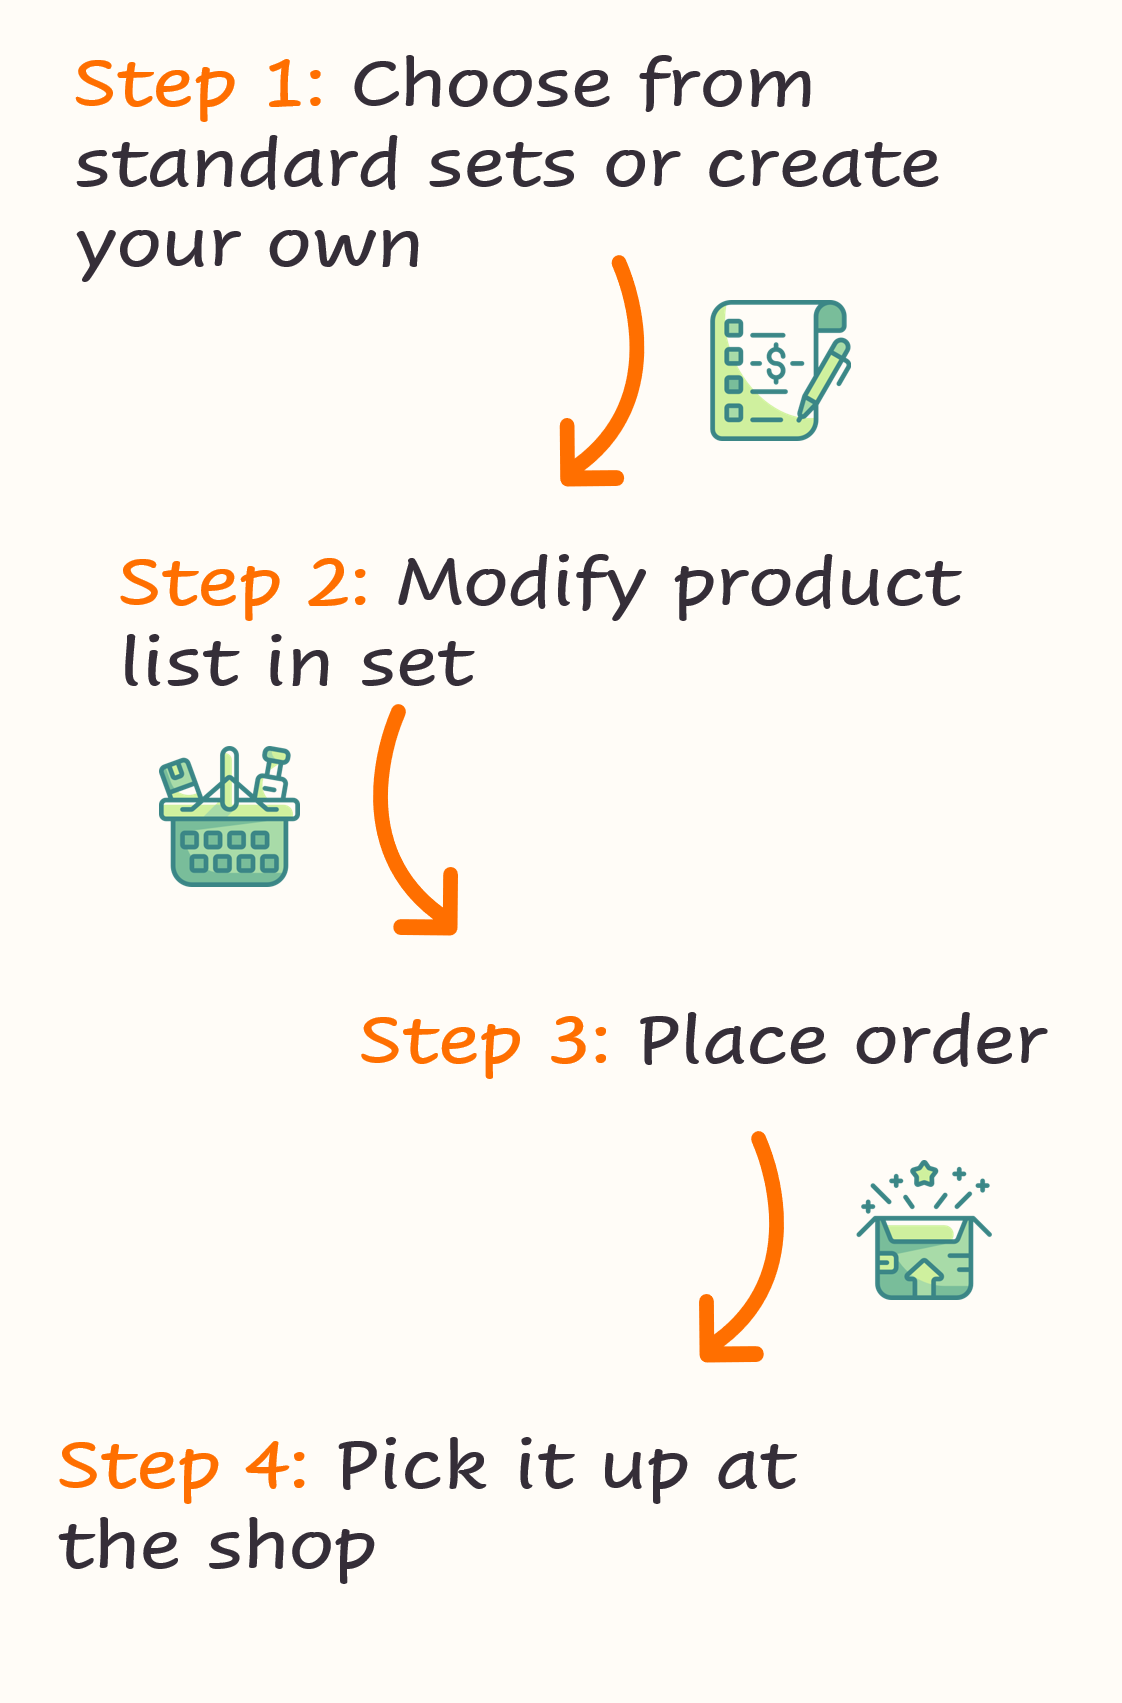 Step 1: Choose from
standard sets or create
your own
$
Step 2: Modify product
list in set
Step 3: Place order
Step 4: Pick it up at
the shop